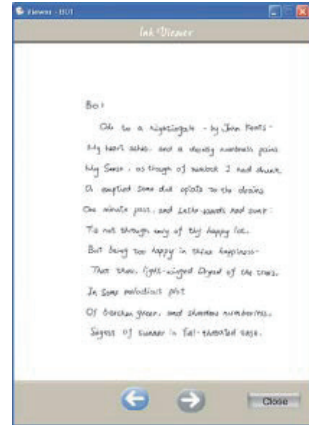 Viewer - BO1
Ink Viewer
Bo1
Ode to a nightingale - by John Keats -
My heart aches, and a drowsy numbness pains
My Sense, as though of hemlock I had drunk
Or emptied some dull opiate to the drains
One minute past, and Lethe-wards had sunk:
Tis not through envy of thy happy lot.
But being too happy in thine happiness-
That thou, light-winged Dryad of the trees.
In Some melodious plot
Of beechen green, and shadows numberless,
Singest of summer in full-throated ease.
Close